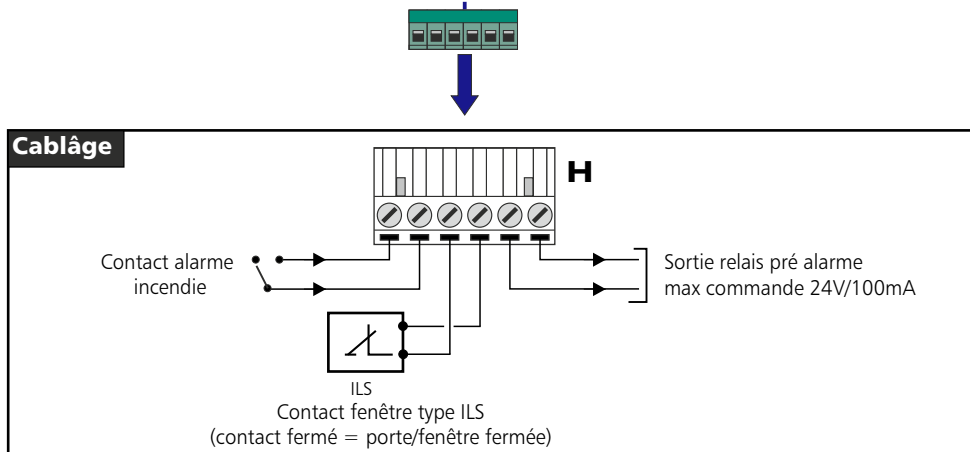 Cablâge
H
Contact alarme
incendie
Sortie relais pré alarme
max commande 24V/100mA
ILS
Contact fenêtre type ILS
(contact fermé = porte/fenêtre fermée)